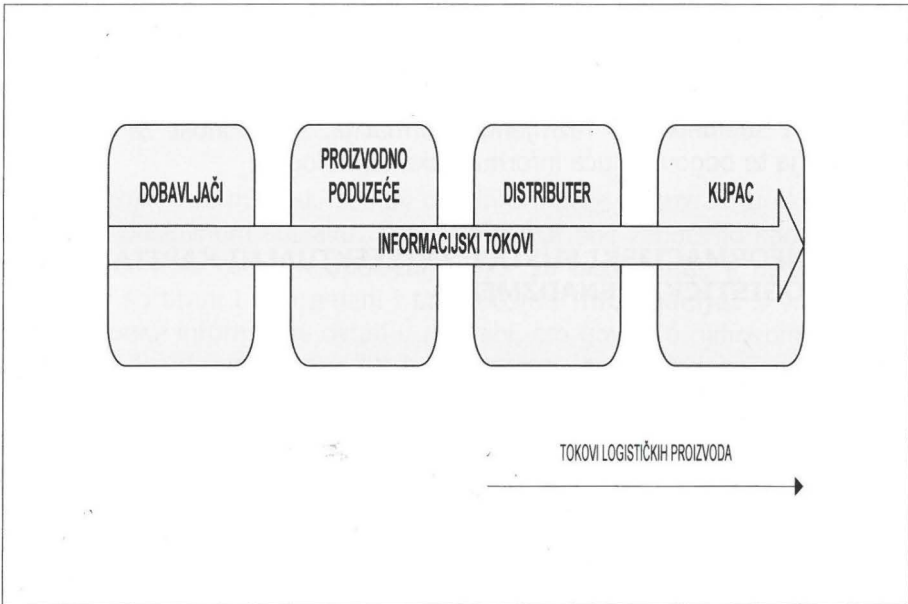 DOBAVLJAČI
PROIZVODNO
PODUZEĆE
DISTRIBUTER
KUPAC
INFORMACIJSKI TOKOVI
TOKOVI LOGISTIČKIH PROIZVODA